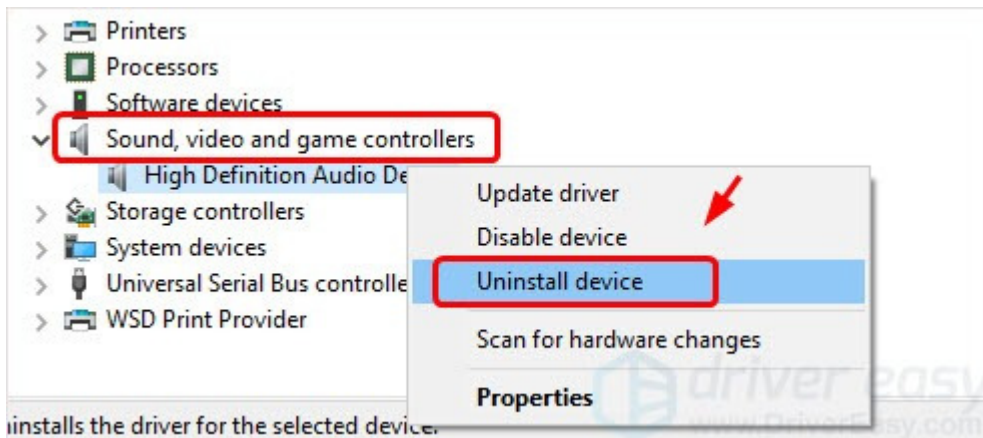 Printers
Processors
Software devices
Sound, video and game controllers
High Definition Audio De
Update driver
Storage controllers
Disable device
System devices
Uninstall device
Universal Serial Bus controlle
WSD Print Provider
Scan for hardware changes
Properties
driver easy
www.DriverEasy.com
ninstalls the driver for the selected device.